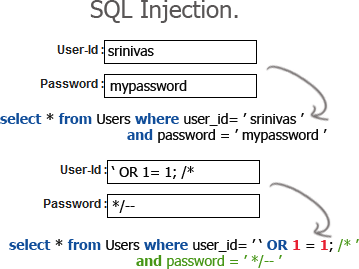 SQL Injection.
User-Id: srinivas
Password: mypassword
select * from Users where user_id= ' srinivas '
and password = ' mypassword '
User-Id: ‘ OR 1= 1; /*
Password: */--
select * from Users where user_id= ' ‘ OR 1 = 1; /* '
and password = ' */-- '